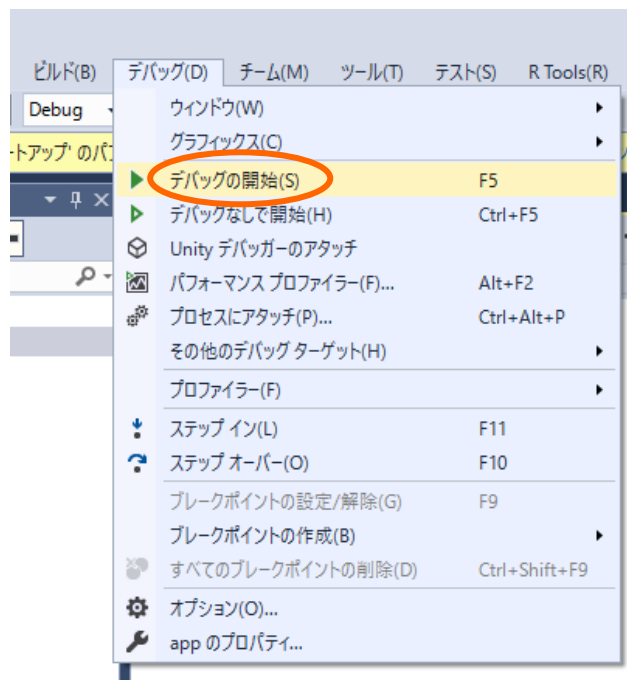 ビルド(B) デバッグ(D) チーム(M) ツール(T) テスト(S) R Tools(R)
Debug
ウィンドウ(W)
グラフィックス(C)
トアップ' のパ
デバッグの開始(S) F5
デバッグなしで開始(H) Ctrl+F5
Unity デバッガーのアタッチ
パフォーマンス プロファイラー(F)... Alt+F2
プロセスにアタッチ(P)... Ctrl+Alt+P
その他のデバッグ ターゲット(H)
プロファイラー(F)
ステップ イン(L) F11
ステップ オーバー(O) F10
ブレークポイントの設定/解除(G) F9
ブレークポイントの作成(B)
すべてのブレークポイントの削除(D) Ctrl+Shift+F9
オプション(O)...
app のプロパティ...